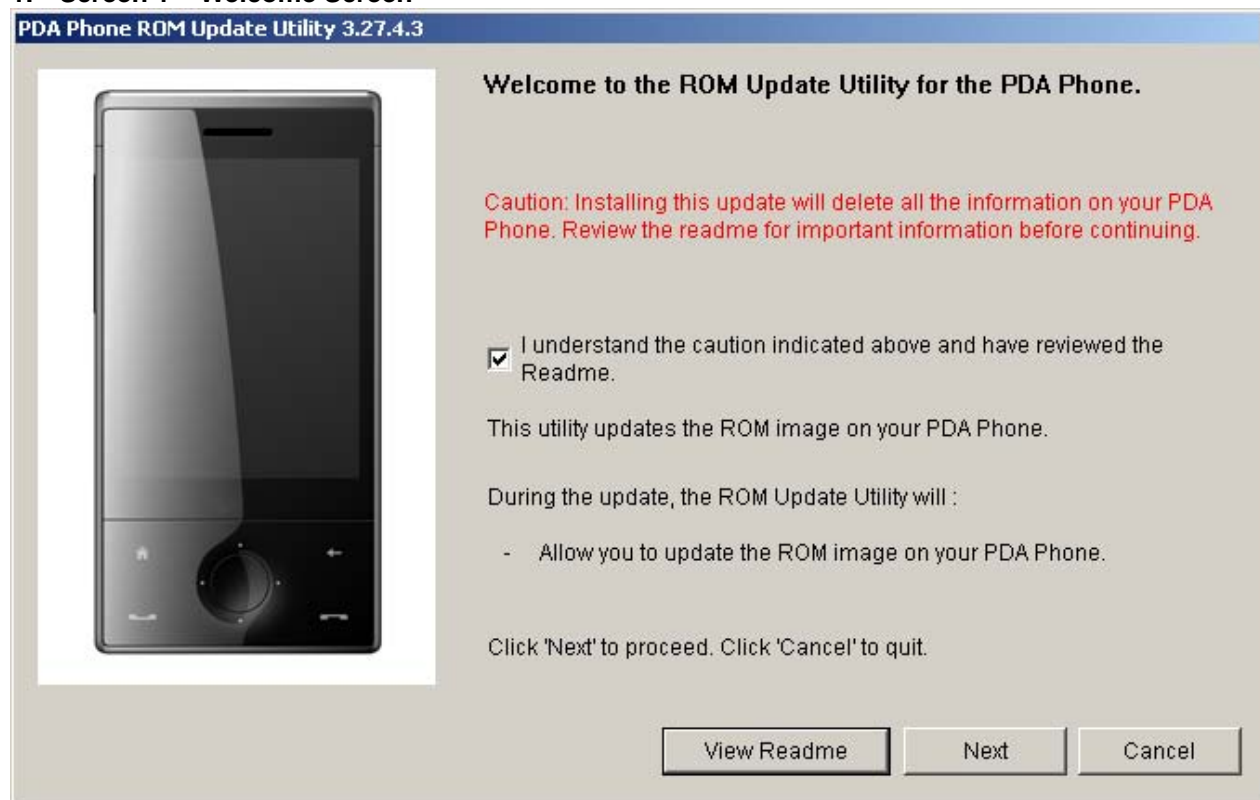 PDA Phone ROM Update Utility 3.27.4.3
Welcome to the ROM Update Utility for the PDA Phone.
Caution: Installing this update will delete all the information on your PDA
Phone. Review the readme for important information before continuing.
I understand the caution indicated above and have reviewed the
Readme.
This utility updates the ROM image on your PDA Phone.
During the update, the ROM Update Utility will :
- Allow you to update the ROM image on your PDA Phone.
Click 'Next' to proceed. Click 'Cancel' to quit.
View Readme
Next
Cancel